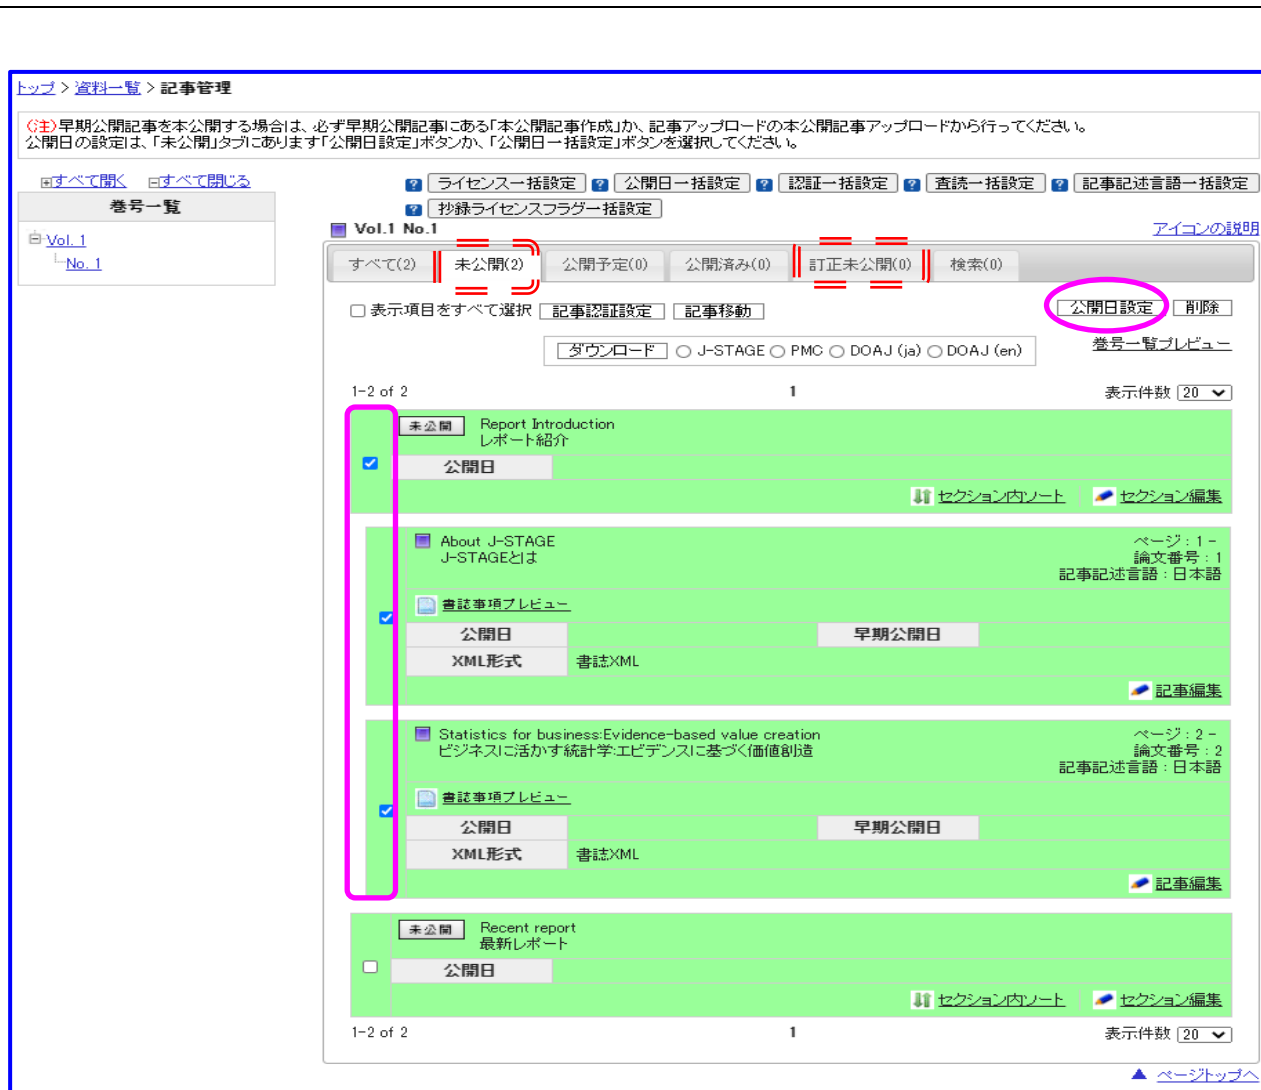 トップ > 資料一覧 > 記事管理
(注)早期公開記事を本公開する場合は、必ず早期公開記事にある「本公開記事作成」か、記事アップロードの本公開記事アップロードから行ってください。
公開日の設定は、「未公開」タブにあります「公開日設定」ボタンか、「公開日一括設定」ボタンを選択してください。
すべて開く すべて閉じる
巻号一覧
Vol. 1
No. 1
ライセンス一括設定 公開日一括設定 認証一括設定 査読一括設定 記事記述言語一括設定
抄録ライセンスフラグ一括設定
Vol.1 No.1 アイコンの説明
すべて(2) 未公開(2) 公開予定(0) 公開済み(0) 訂正未公開(0) 検索(0)
表示項目をすべて選択 記事認証設定 記事移動 公開日設定 削除
ダウンロード J-STAGE PMC DOAJ (ja) DOAJ (en) 巻号一覧プレビュー
1-2 of 2 1 表示件数 20
未公開 Report Introduction
レポート紹介
公開日
セクション内ソート セクション編集
About J-STAGE ページ : 1 -
J-STAGEとは 論文番号 : 1
記事記述言語 : 日本語
書誌事項プレビュー
公開日 早期公開日
XML形式 書誌XML
記事編集
Statistics for business:Evidence-based value creation ページ : 2 -
ビジネスに活かす統計学:エビデンスに基づく価値創造 論文番号 : 2
記事記述言語 : 日本語
書誌事項プレビュー
公開日 早期公開日
XML形式 書誌XML
記事編集
未公開 Recent report
最新レポート
公開日
セクション内ソート セクション編集
1-2 of 2 1 表示件数 20
▲ ページトップへ